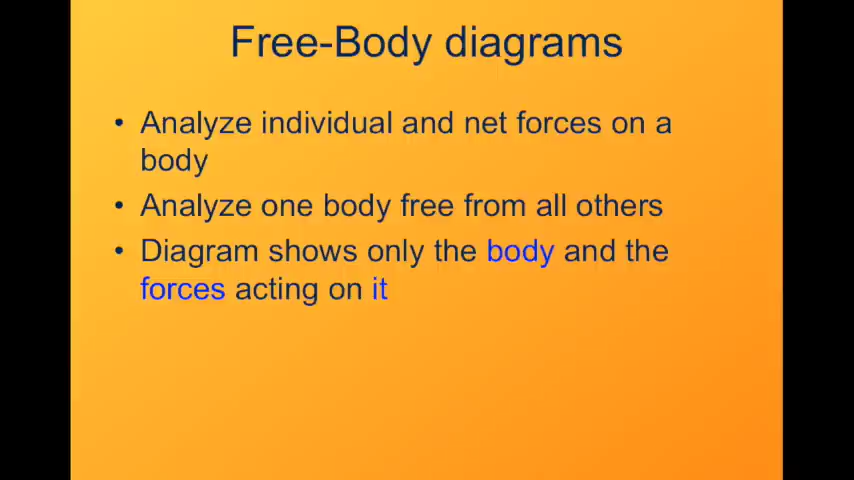 Free-Body diagrams
• Analyze individual and net forces on a
body
• Analyze one body free from all others
• Diagram shows only the body and the
forces acting on it